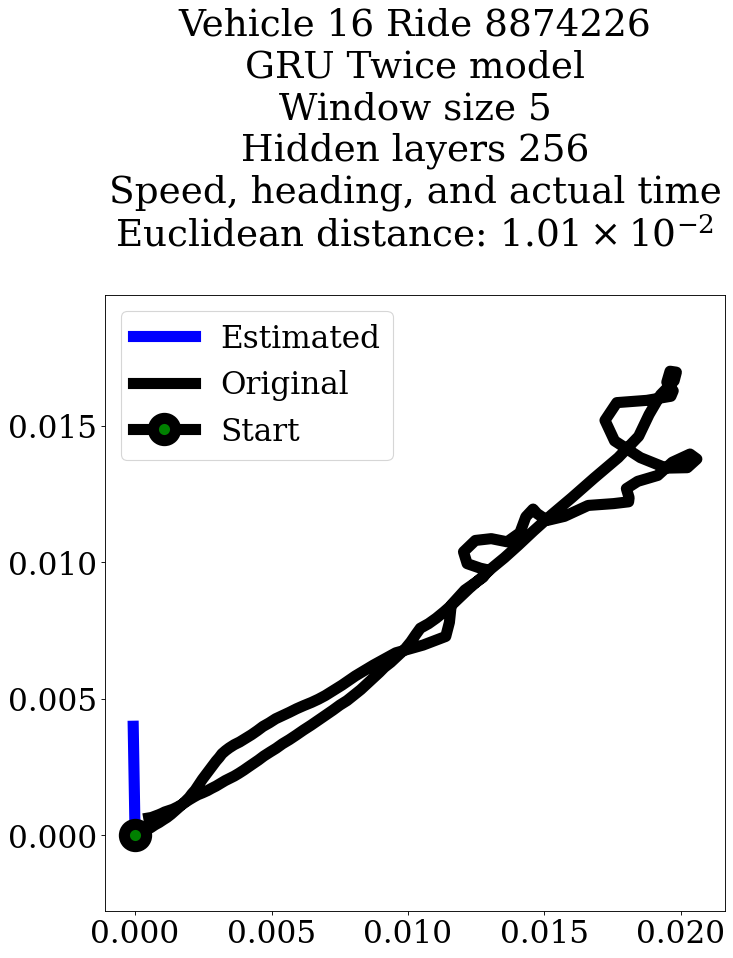 Vehicle 16 Ride 8874226
GRU Twice model
Window size 5
Hidden layers 256
Speed, heading, and actual time
Euclidean distance: 1.01 × 10⁻²
Estimated
Original
Start
0.015
0.010
0.005
0.000
0.000 0.005 0.010 0.015 0.020